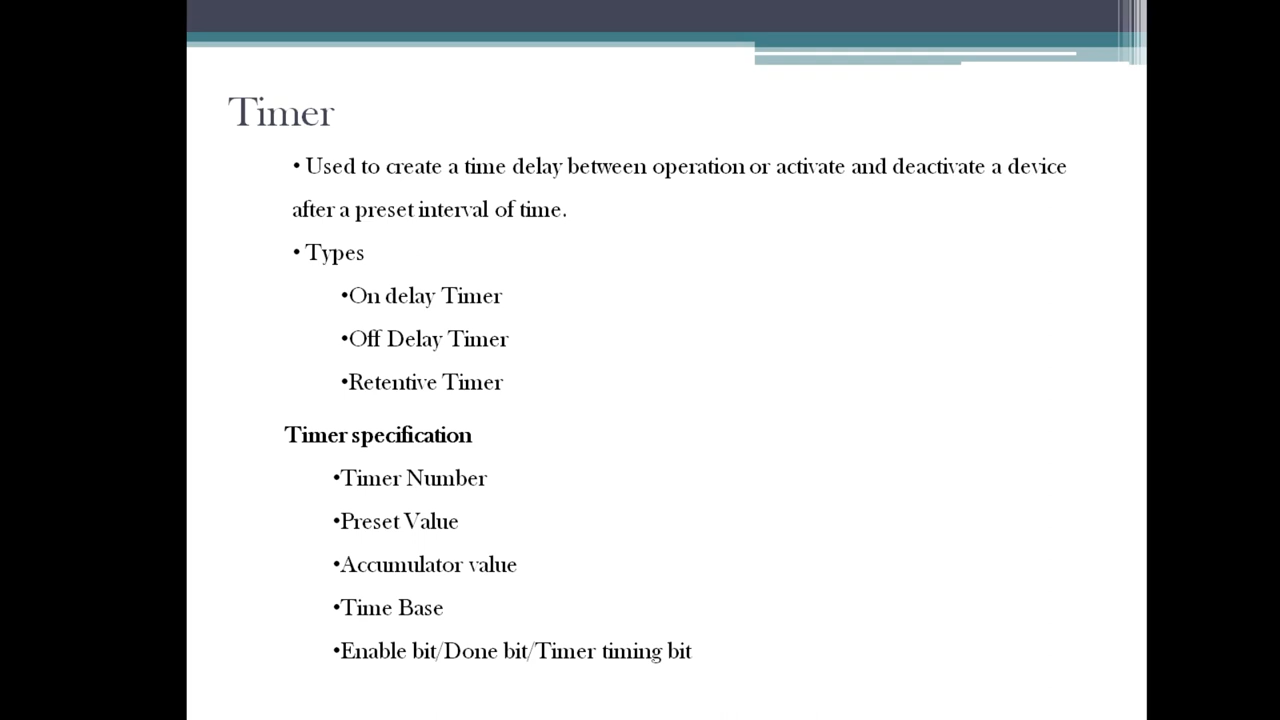 Timer
• Used to create a time delay between operation or activate and deactivate a device
after a preset interval of time.
• Types
•On delay Timer
•Off Delay Timer
•Retentive Timer
Timer specification
•Timer Number
•Preset Value
•Accumulator value
•Time Base
•Enable bit/Done bit/Timer timing bit